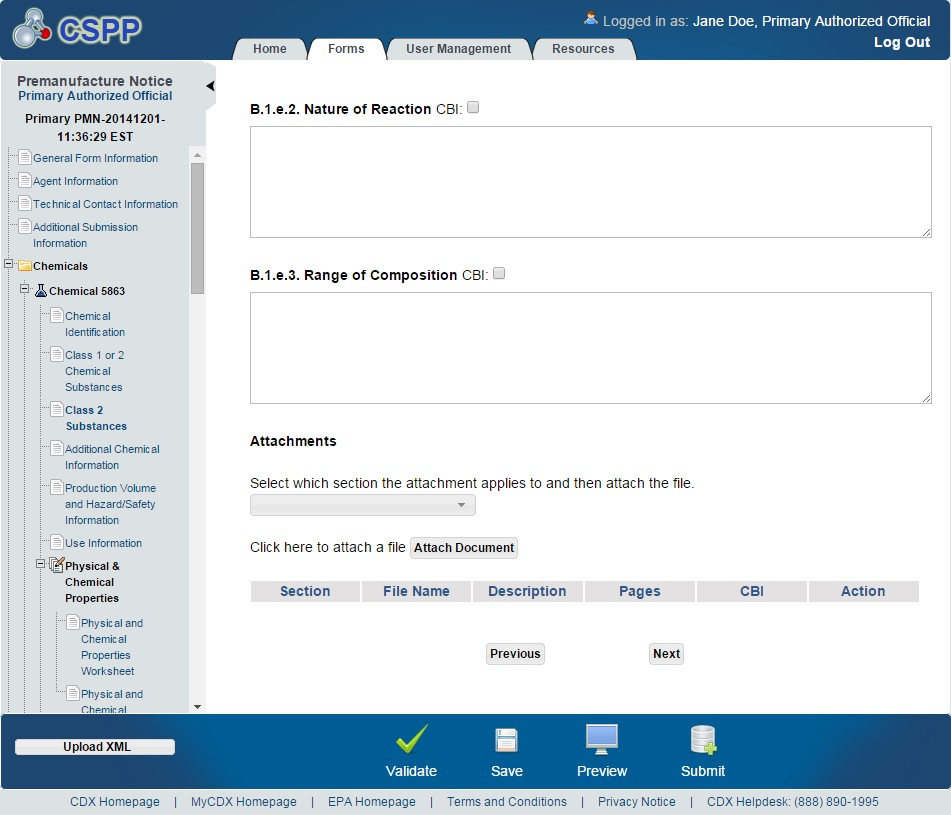 CSPP
Logged in as: Jane Doe, Primary Authorized Official
Log Out
Home
Forms
User Management
Resources
Premanufacture Notice
Primary Authorized Official
Primary PMN-20141201-
11:36:29 EST
General Form Information
Agent Information
Technical Contact Information
Additional Submission
Information
Chemicals
Chemical 5863
Chemical
Identification
Class 1 or 2
Chemical
Substances
Class 2
Substances
Additional Chemical
Information
Production Volume
and Hazard/Safety
Information
Use Information
Physical &
Chemical
Properties
Physical and
Chemical
Properties
Worksheet
Physical and
Chemical
B.1.e.2. Nature of Reaction CBI:
B.1.e.3. Range of Composition CBI:
Attachments
Select which section the attachment applies to and then attach the file.
Click here to attach a file Attach Document
Section File Name Description Pages CBI Action
Previous Next
Upload XML
Validate Save Preview Submit
CDX Homepage | MyCDX Homepage | EPA Homepage | Terms and Conditions | Privacy Notice | CDX Helpdesk: (888) 890-1995